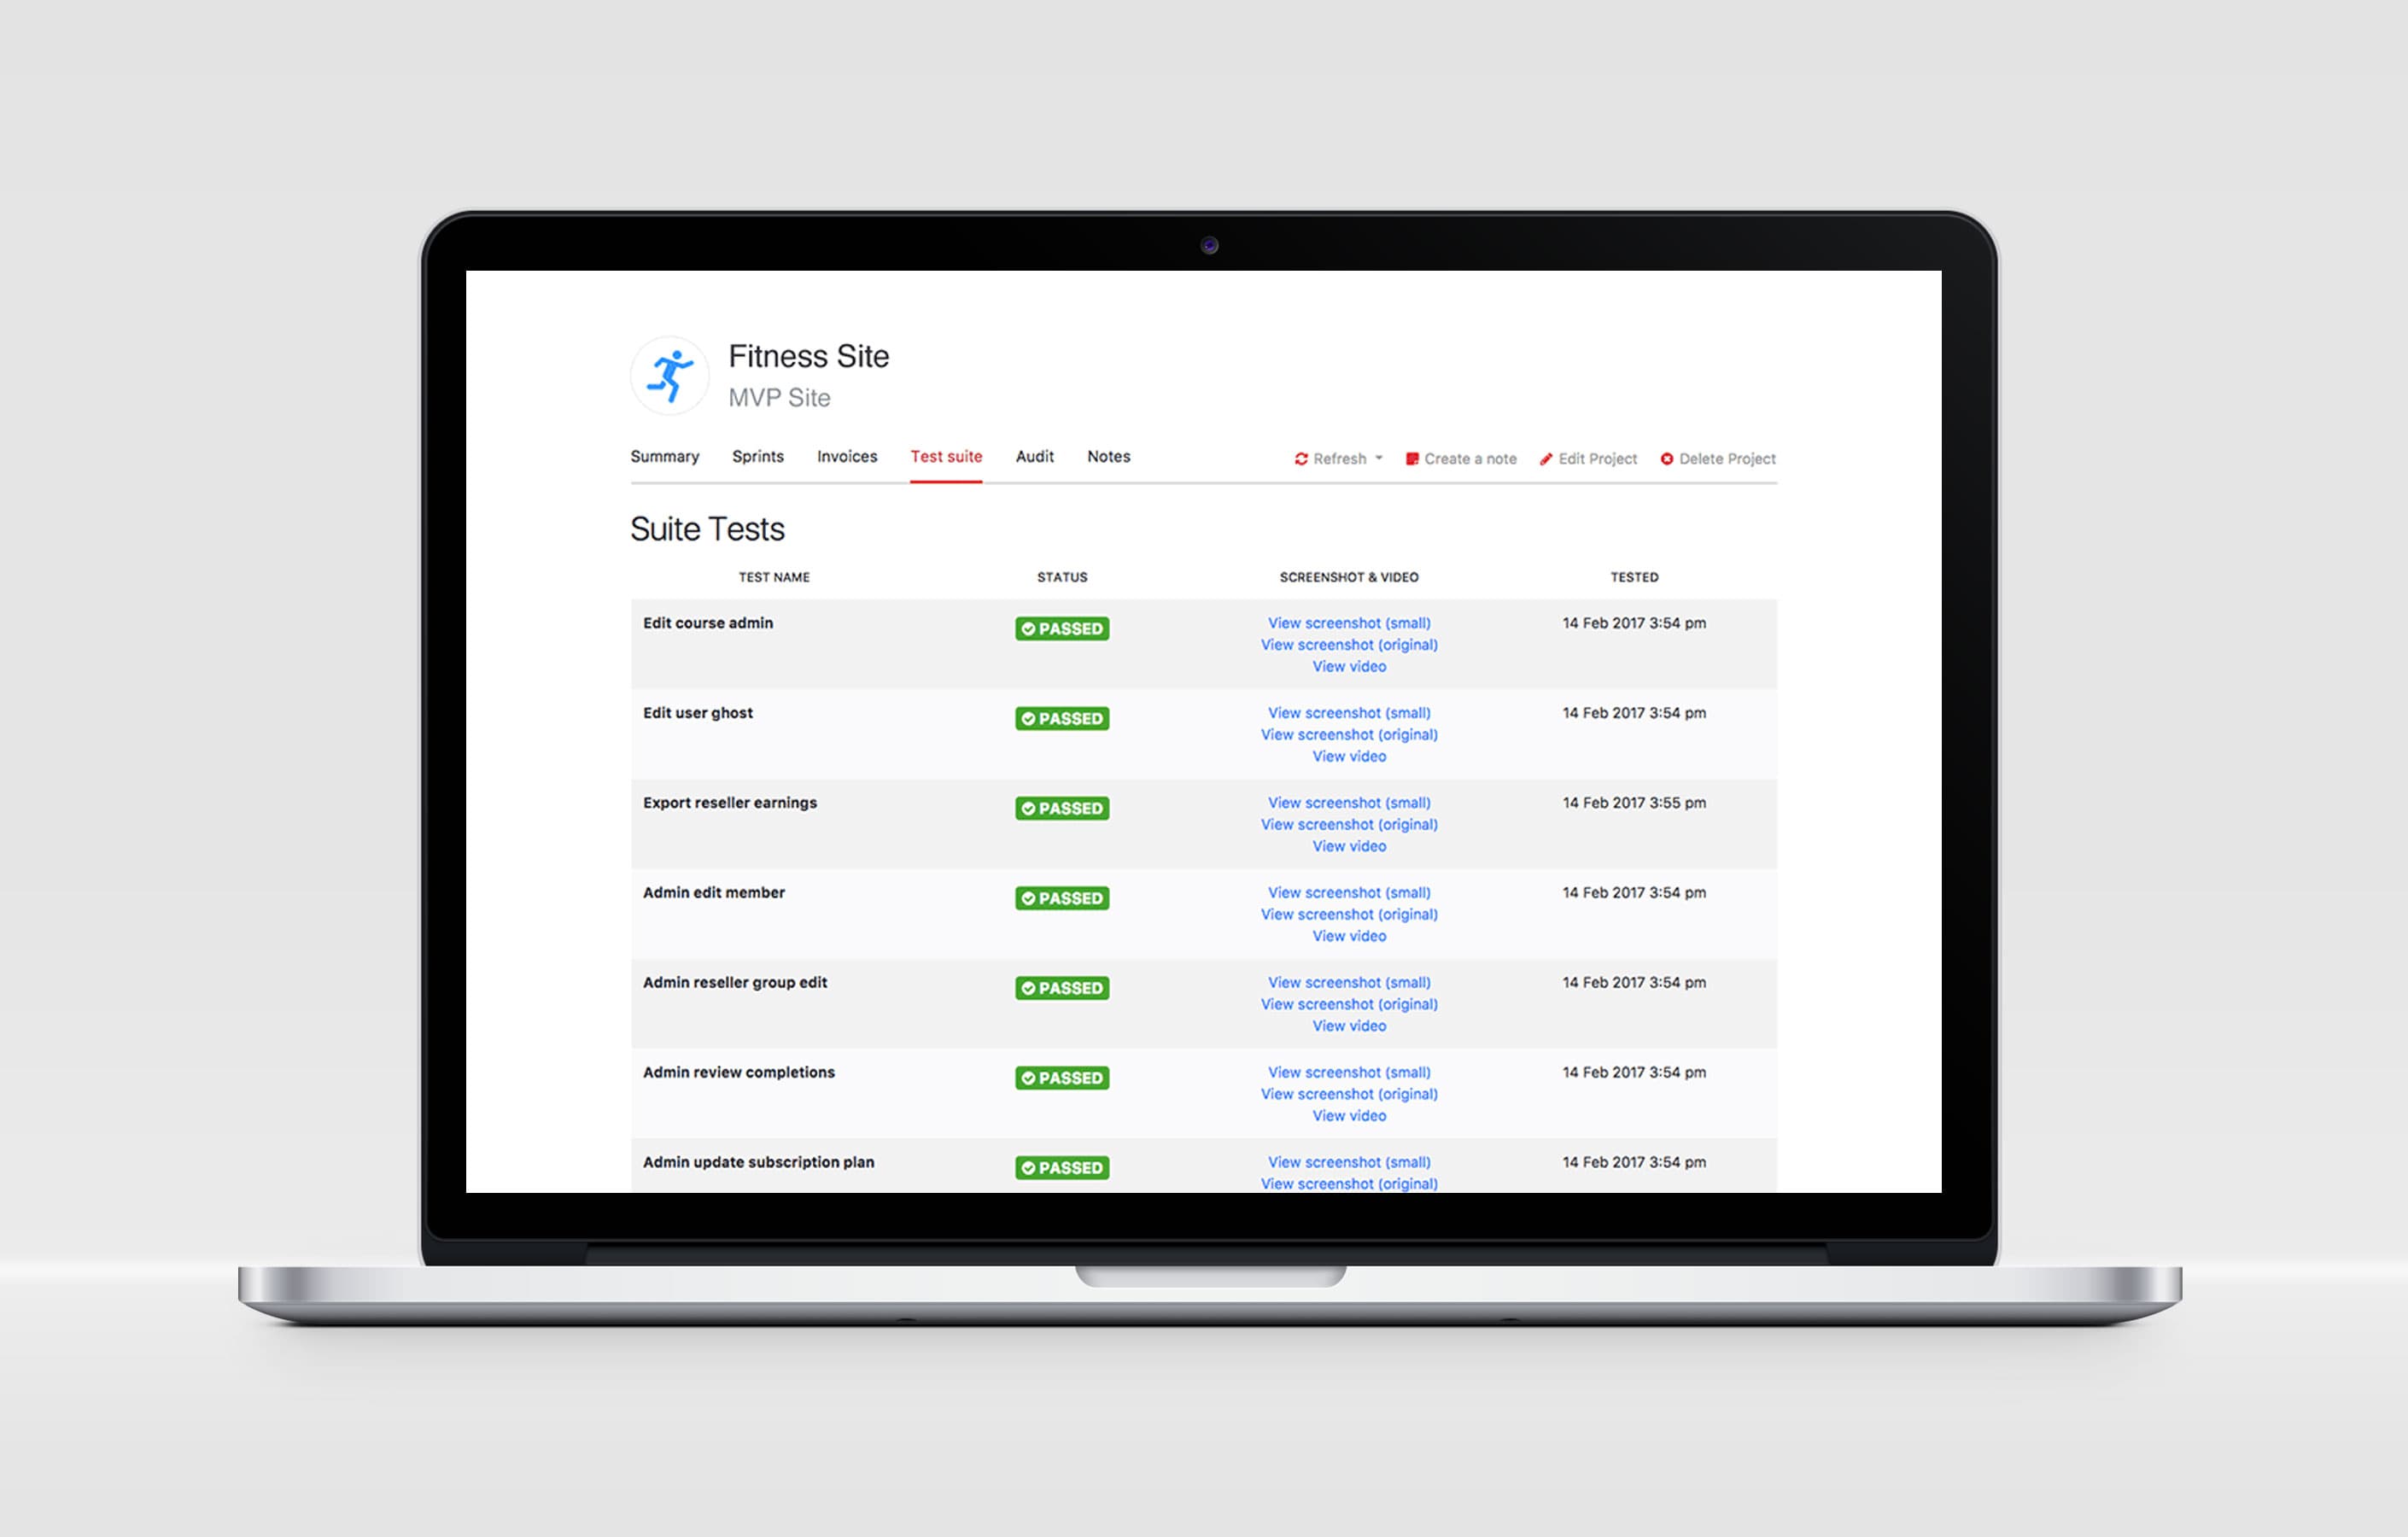 Fitness Site
MVP Site
Summary Sprints Invoices Test suite Audit Notes Refresh Create a note Edit Project Delete Project
Suite Tests
TEST NAME STATUS SCREENSHOT & VIDEO TESTED
Edit course admin PASSED View screenshot (small) 14 Feb 2017 3:54 pm
View screenshot (original)
View video
Edit user ghost PASSED View screenshot (small) 14 Feb 2017 3:54 pm
View screenshot (original)
View video
Export reseller earnings PASSED View screenshot (small) 14 Feb 2017 3:55 pm
View screenshot (original)
View video
Admin edit member PASSED View screenshot (small) 14 Feb 2017 3:54 pm
View screenshot (original)
View video
Admin reseller group edit PASSED View screenshot (small) 14 Feb 2017 3:54 pm
View screenshot (original)
View video
Admin review completions PASSED View screenshot (small) 14 Feb 2017 3:54 pm
View screenshot (original)
View video
Admin update subscription plan PASSED View screenshot (small) 14 Feb 2017 3:54 pm
View screenshot (original)